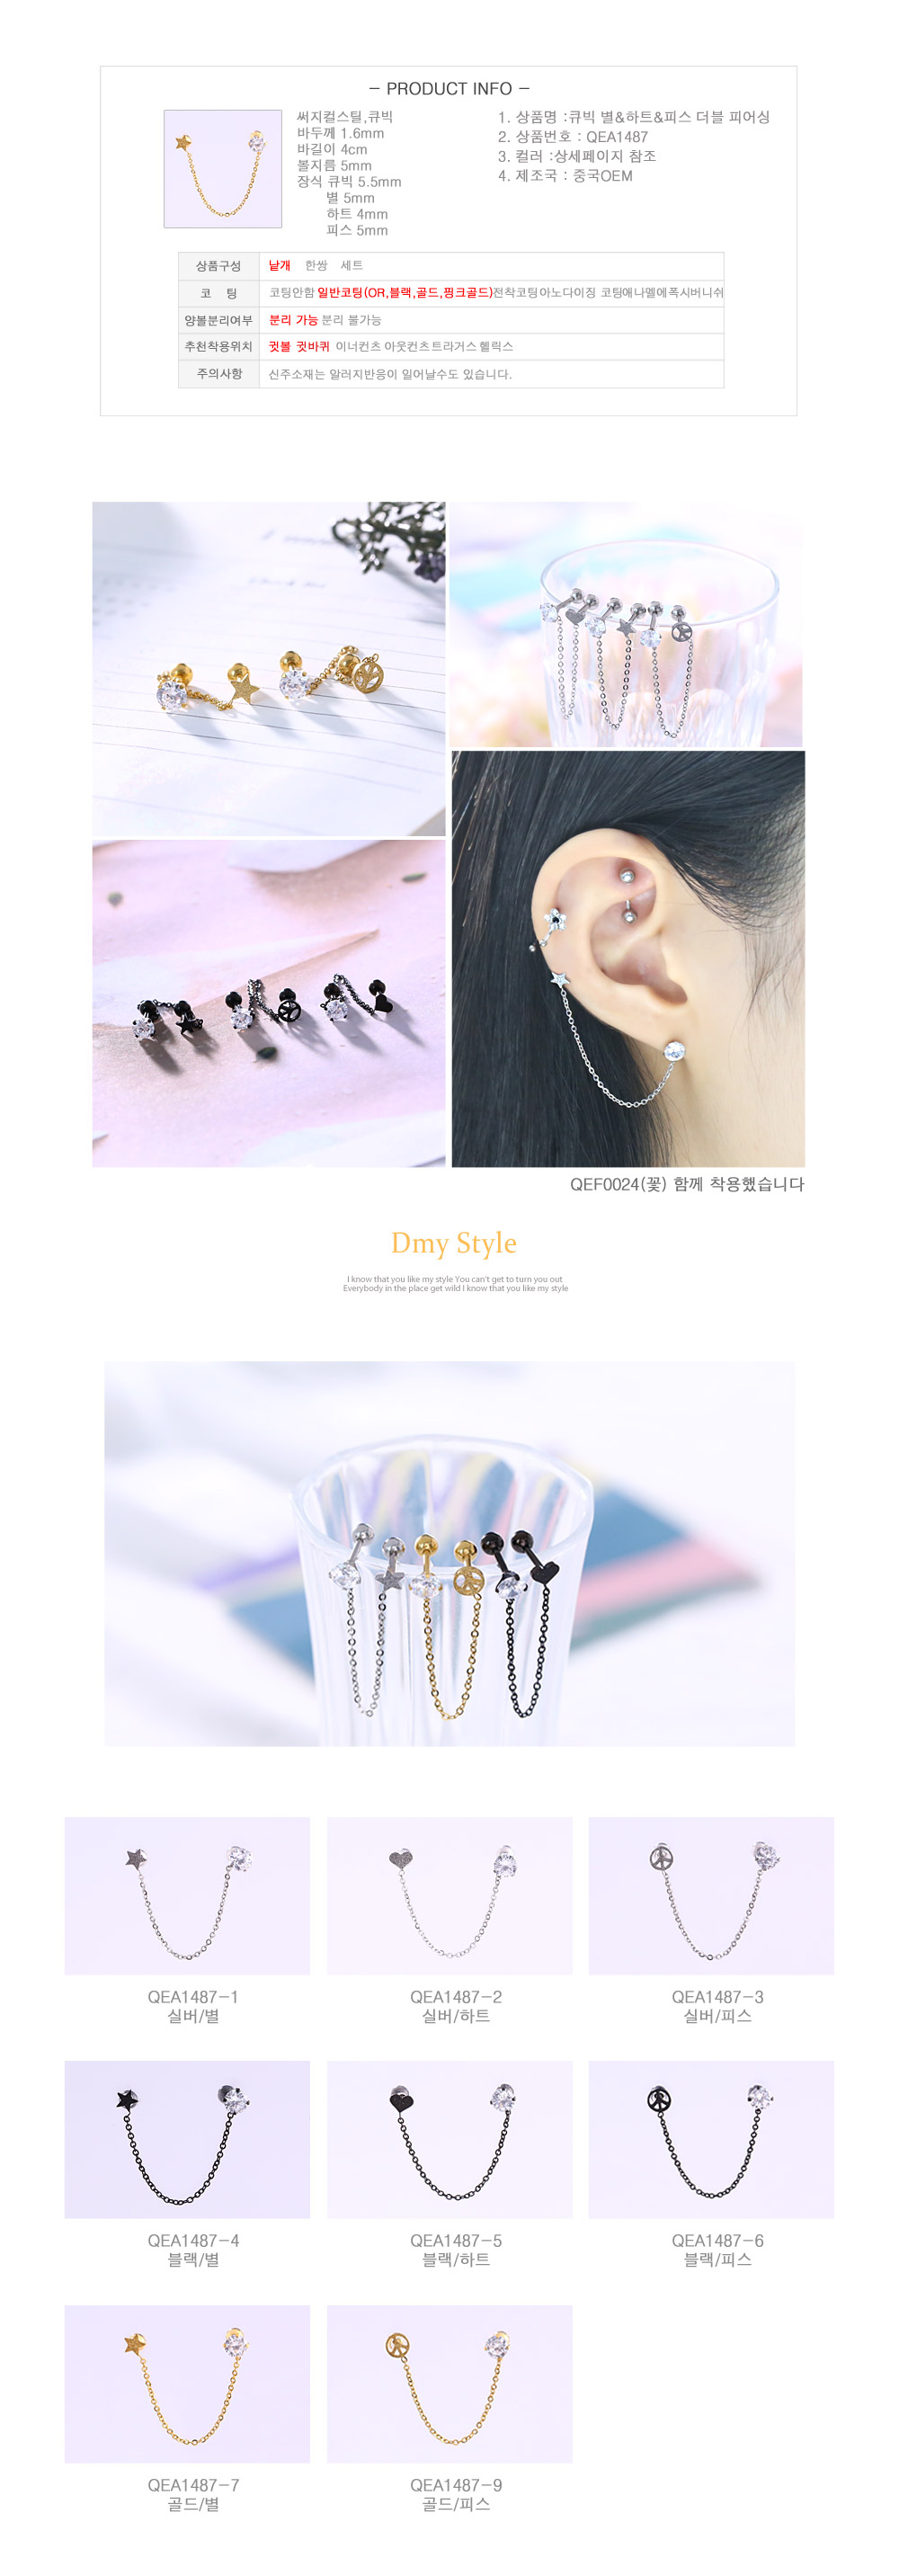 - PRODUCT INFO -
써지컬스틸,큐빅
바두께 1.6mm
바길이 4cm
볼지름 5mm
장식 큐빅 5.5mm
별 5mm
하트 4mm
피스 5mm
1. 상품명 :큐빅 별&하트&피스 더블 피어싱
2. 상품번호 : QEA1487
3. 컬러 :상세페이지 참조
4. 제조국 : 중국OEM
상품구성 낱개 한쌍 세트
코 팅 코팅안함 일반코팅(OR,블랙,골드,핑크골드)전착코팅아노다이징 코팅애나멜에폭시버니쉬
양볼분리여부 분리 가능 분리 불가능
추천착용위치 귓볼 귓바퀴 이너컨츠 아웃컨츠트라거스헬릭스
주의사항 신주소재는 알러지반응이 일어날수도 있습니다.
QEF0024(꽃) 함께 착용했습니다
Dmy Style
I know that you like my style You can't get to turn you out
Everybody in the place get wild I know that you like my style
QEA1487-1
실버/별
QEA1487-2
실버/하트
QEA1487-3
실버/피스
QEA1487-4
블랙/별
QEA1487-5
블랙/하트
QEA1487-6
블랙/피스
QEA1487-7
골드/별
QEA1487-9
골드/피스